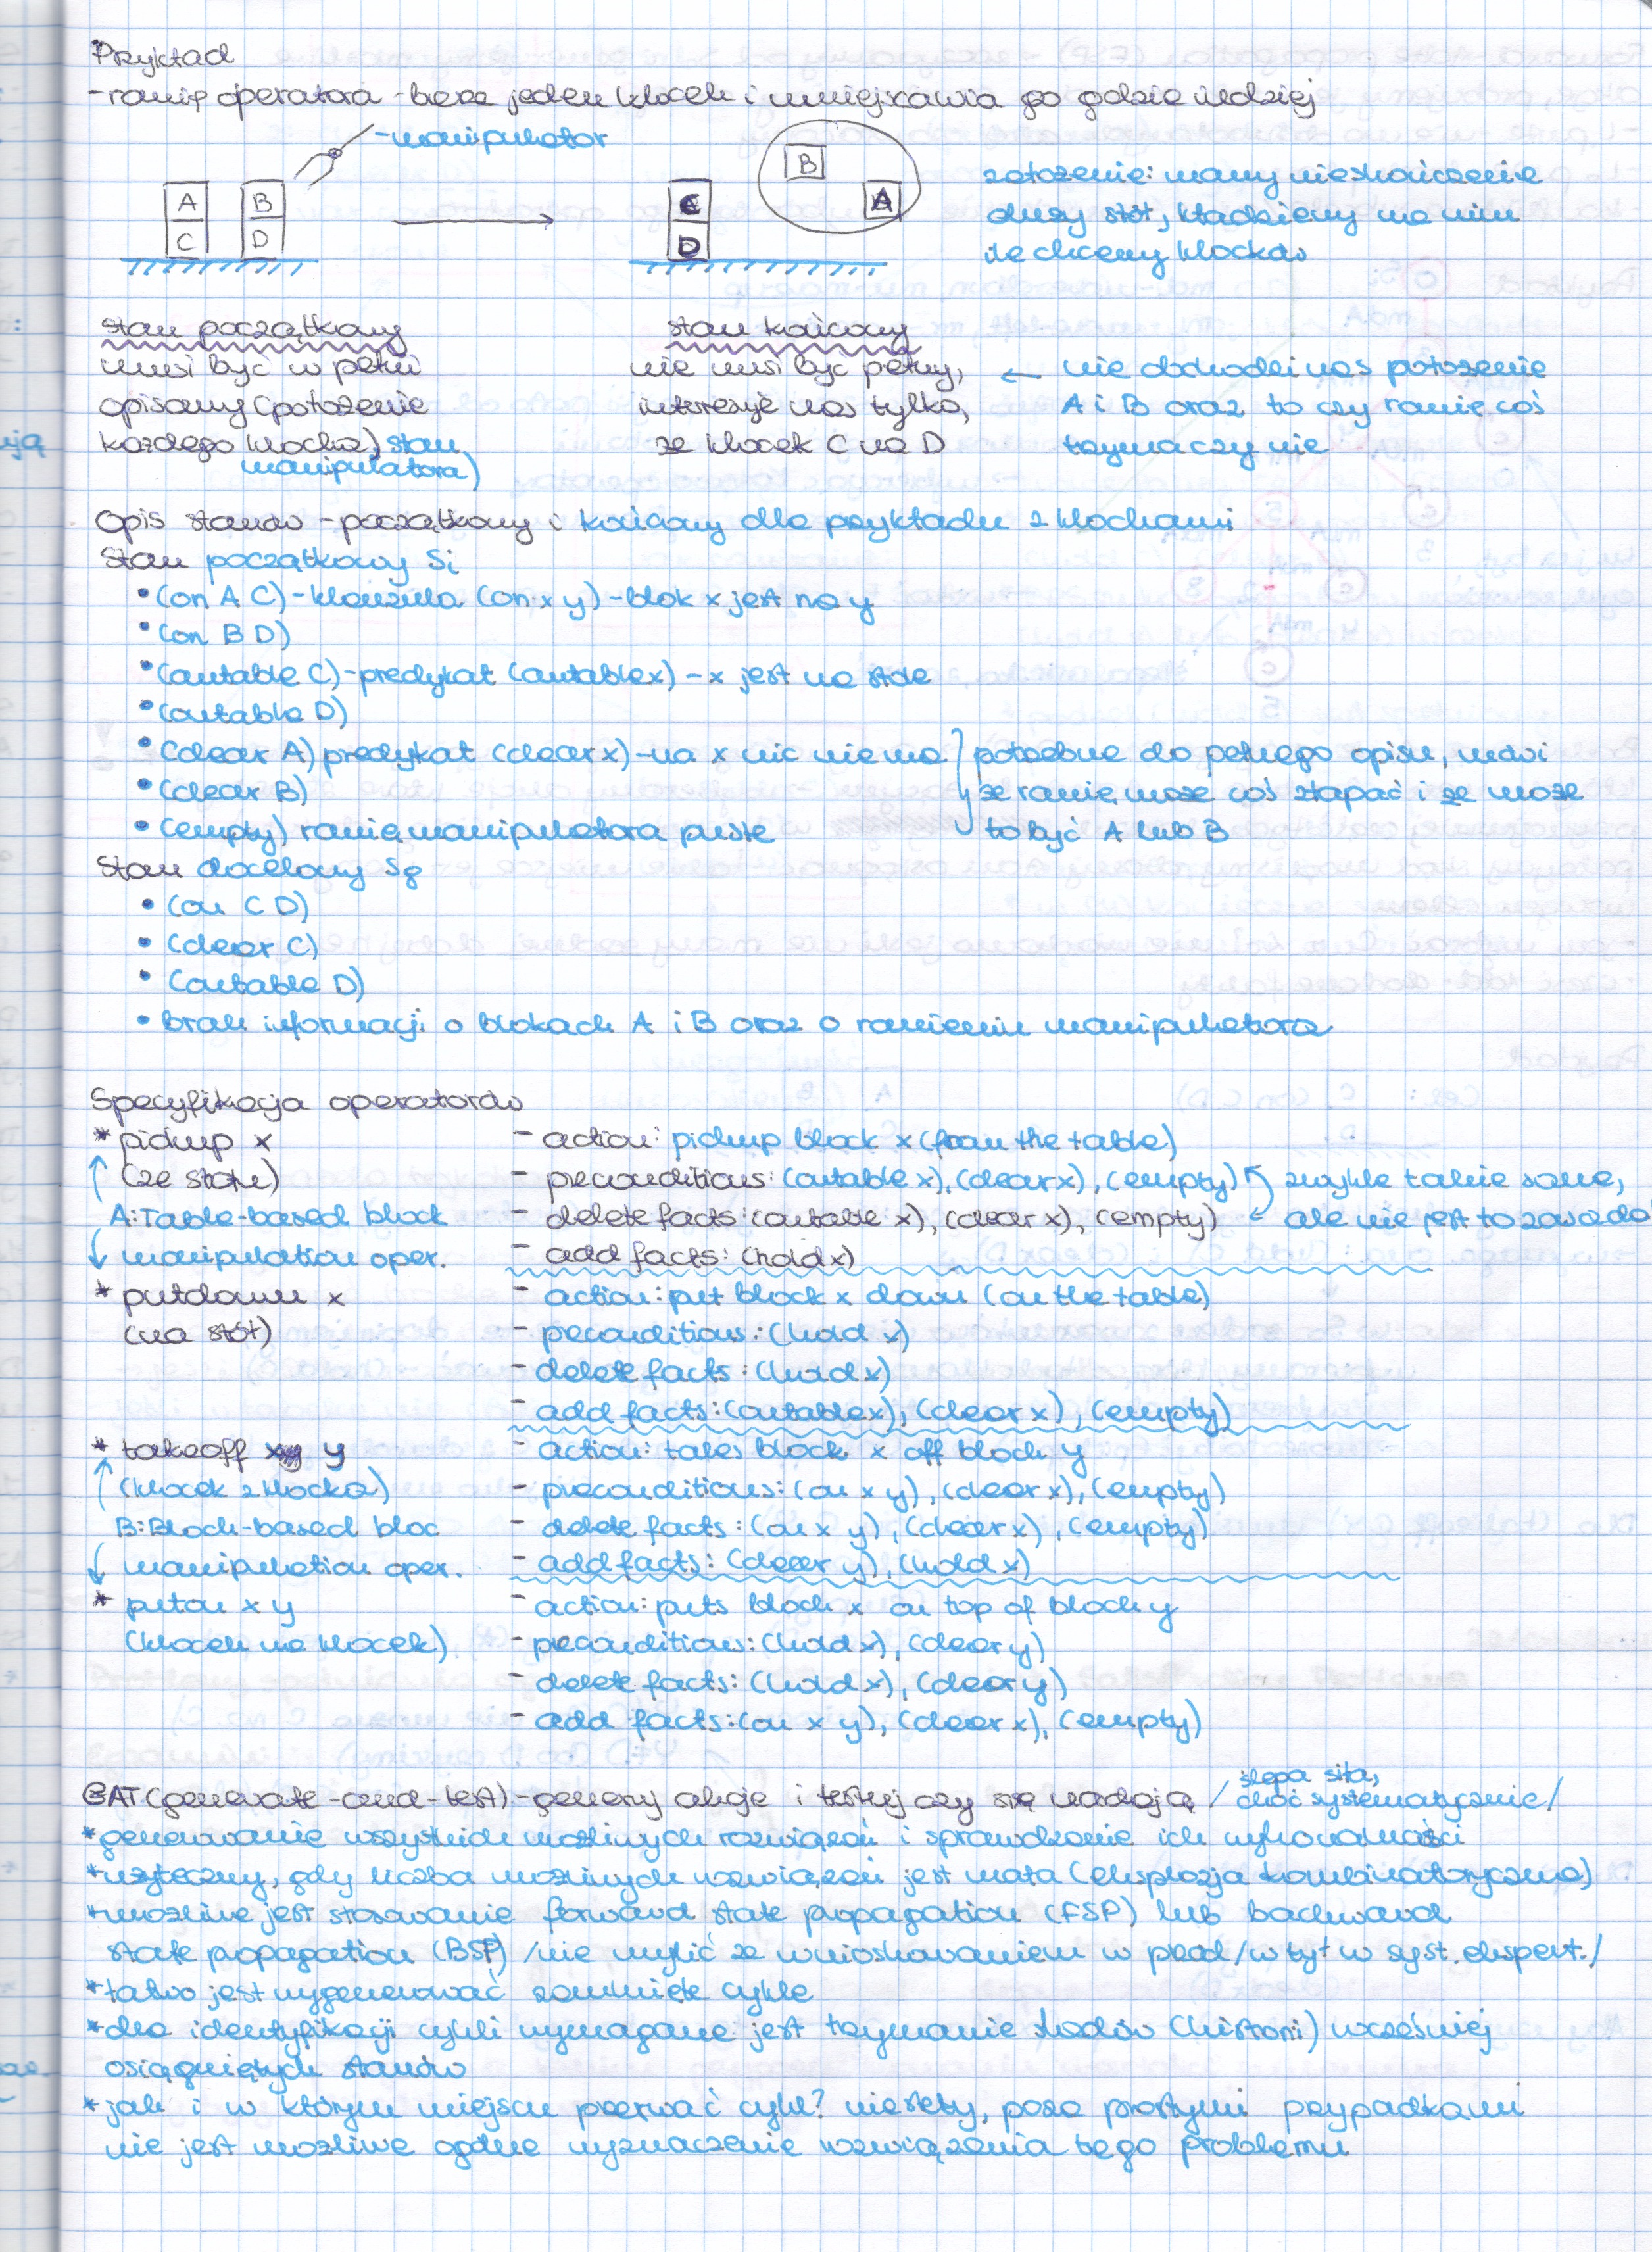 Przykład
- ramię operatora - bierz jeden klocek i umiejscawia go gdzie indziej
- manipulator
A
C
B
D
C
D
B
A
założenie: mamy nieskończenie
duży stół, kładziemy na nim
ile chcemy klocków
stan początkowy
musi być w pełni
opisany (położenie
każdego klocka, stan
manipulatora)
stan końcowy
nie musi być pełny,
interesuje nas tylko,
że klocek C na D
← nie obchodzi nas położenie
A i B oraz to czy ramię coś
trzyma czy nie
Opis stanów - początkowy i końcowy dla przykładu z klockami
Stan początkowy Si
• (on A C) - klauzula (on x y) - blok x jest na y
• (on B D)
• (ontable C) - predykat (ontable x) - x jest na stole
• (ontable D)
• (clear A) predykat (clear x) - na x nic nie ma
• (clear B)
• (empty) ramię manipulatora puste
potrzebne do pełnego opisu, mówi
że ramię może coś złapać i że może
to być A lub B
Stan docelowy Sg
• (on C D)
• (clear C)
• (ontable D)
• brak informacji o blokach A i B oraz o ramieniu manipulatora
Specyfikacja operatorów
* pickup x
(ze stołu)
- action: pickup block x (from the table)
- preconditions: (ontable x), (clear x), (empty)
- delete facts: (ontable x), (clear x), (empty)
- add facts: (hold x)
zwykle takie same,
ale nie jest to zasada
↑ A: Table-based block
↓ manipulation oper.
* putdown x
(na stół)
- action: put block x down (on the table)
- preconditions: (hold x)
- delete facts: (hold x)
- add facts: (ontable x), (clear x), (empty)
* takeoff x y
(klocek z klocka)
- action: takes block x off block y
- preconditions: (on x y), (clear x), (empty)
- delete facts: (on x y), (clear x), (empty)
- add facts: (clear y), (hold x)
↑ B: Block-based bloc
↓ manipulation oper.
* puton x y
(klocek na klocek)
- action: puts block x on top of block y
- preconditions: (hold x), (clear y)
- delete facts: (hold x), (clear y)
- add facts: (on x y), (clear x), (empty)
GAT (generate-and-test) - generuj akcje i testuj czy się nadają / ślepa siła,
choć systematycznie /
* generowanie wszystkich możliwych rozwiązań i sprawdzenie ich wykonalności
* użyteczny, gdy liczba możliwych rozwiązań jest mała (eksplozja kombinatoryczna)
* możliwe jest stosowanie forward state propagation (FSP) lub backward
state propagation (BSP) /nie mylić ze wnioskowaniem w przód/w tył w syst. ekspert./
* łatwo jest wygenerować zamknięte cykle
* dla identyfikacji cykli wymagane jest trzymanie śladów (historii) wcześniej
osiągniętych stanów
* jak i w którym miejscu przerwać cykl? niestety, poza prostymi przypadkami
nie jest możliwe ogólne wyznaczenie rozwiązania tego problemu